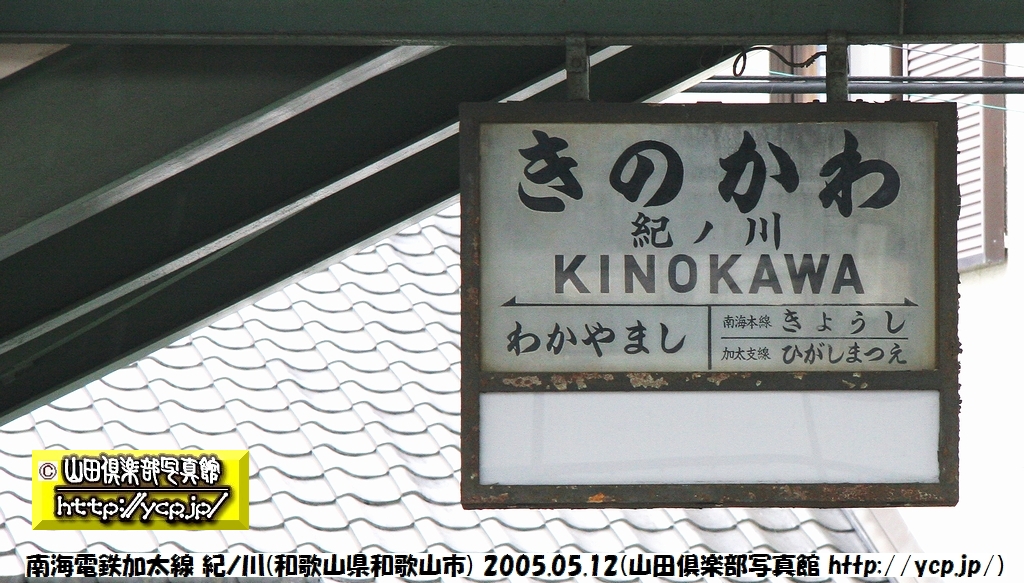 きのかわ
紀ノ川
KINOKAWA
わかやまし
南海本線 きょうし
加太支線 ひがしまつえ
© 山田倶楽部写真館
http://ycp.jp/
南海電鉄加太線 紀ノ川(和歌山県和歌山市) 2005.05.12(山田倶楽部写真館 http://ycp.jp/)